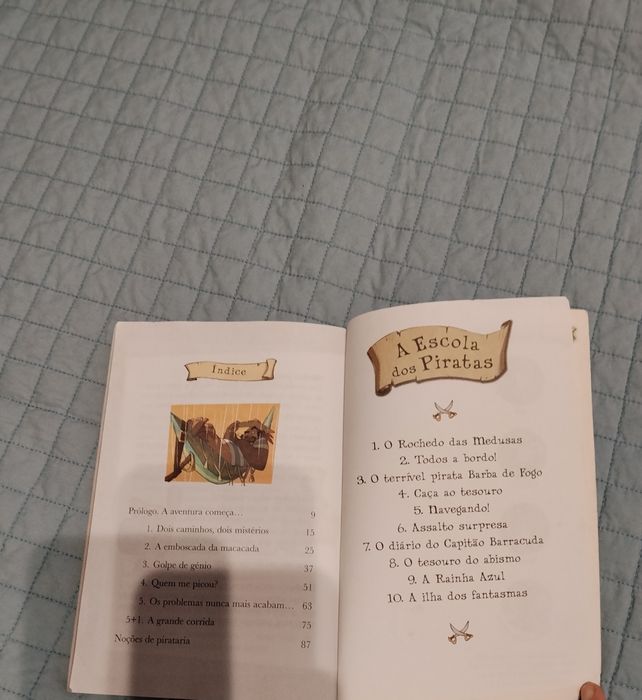 Índice
Prólogo. A aventura começa... 9
1. Dois caminhos, dois mistérios 15
2. A emboscada da macacada 25
3. Golpe de génio 37
4. Quem me picou? 51
5. Os problemas nunca mais acabam... 63
5+1. A grande corrida 75
Noções de pirataria 87
A Escola
dos Piratas
1. O Rochedo das Medusas
2. Todos a bordo!
3. O terrível pirata Barba de Fogo
4. Caça ao tesouro
5. Navegando!
6. Assalto surpresa
7. O diário do Capitão Barracuda
8. O tesouro do abismo
9. A Rainha Azul
10. A ilha dos fantasmas